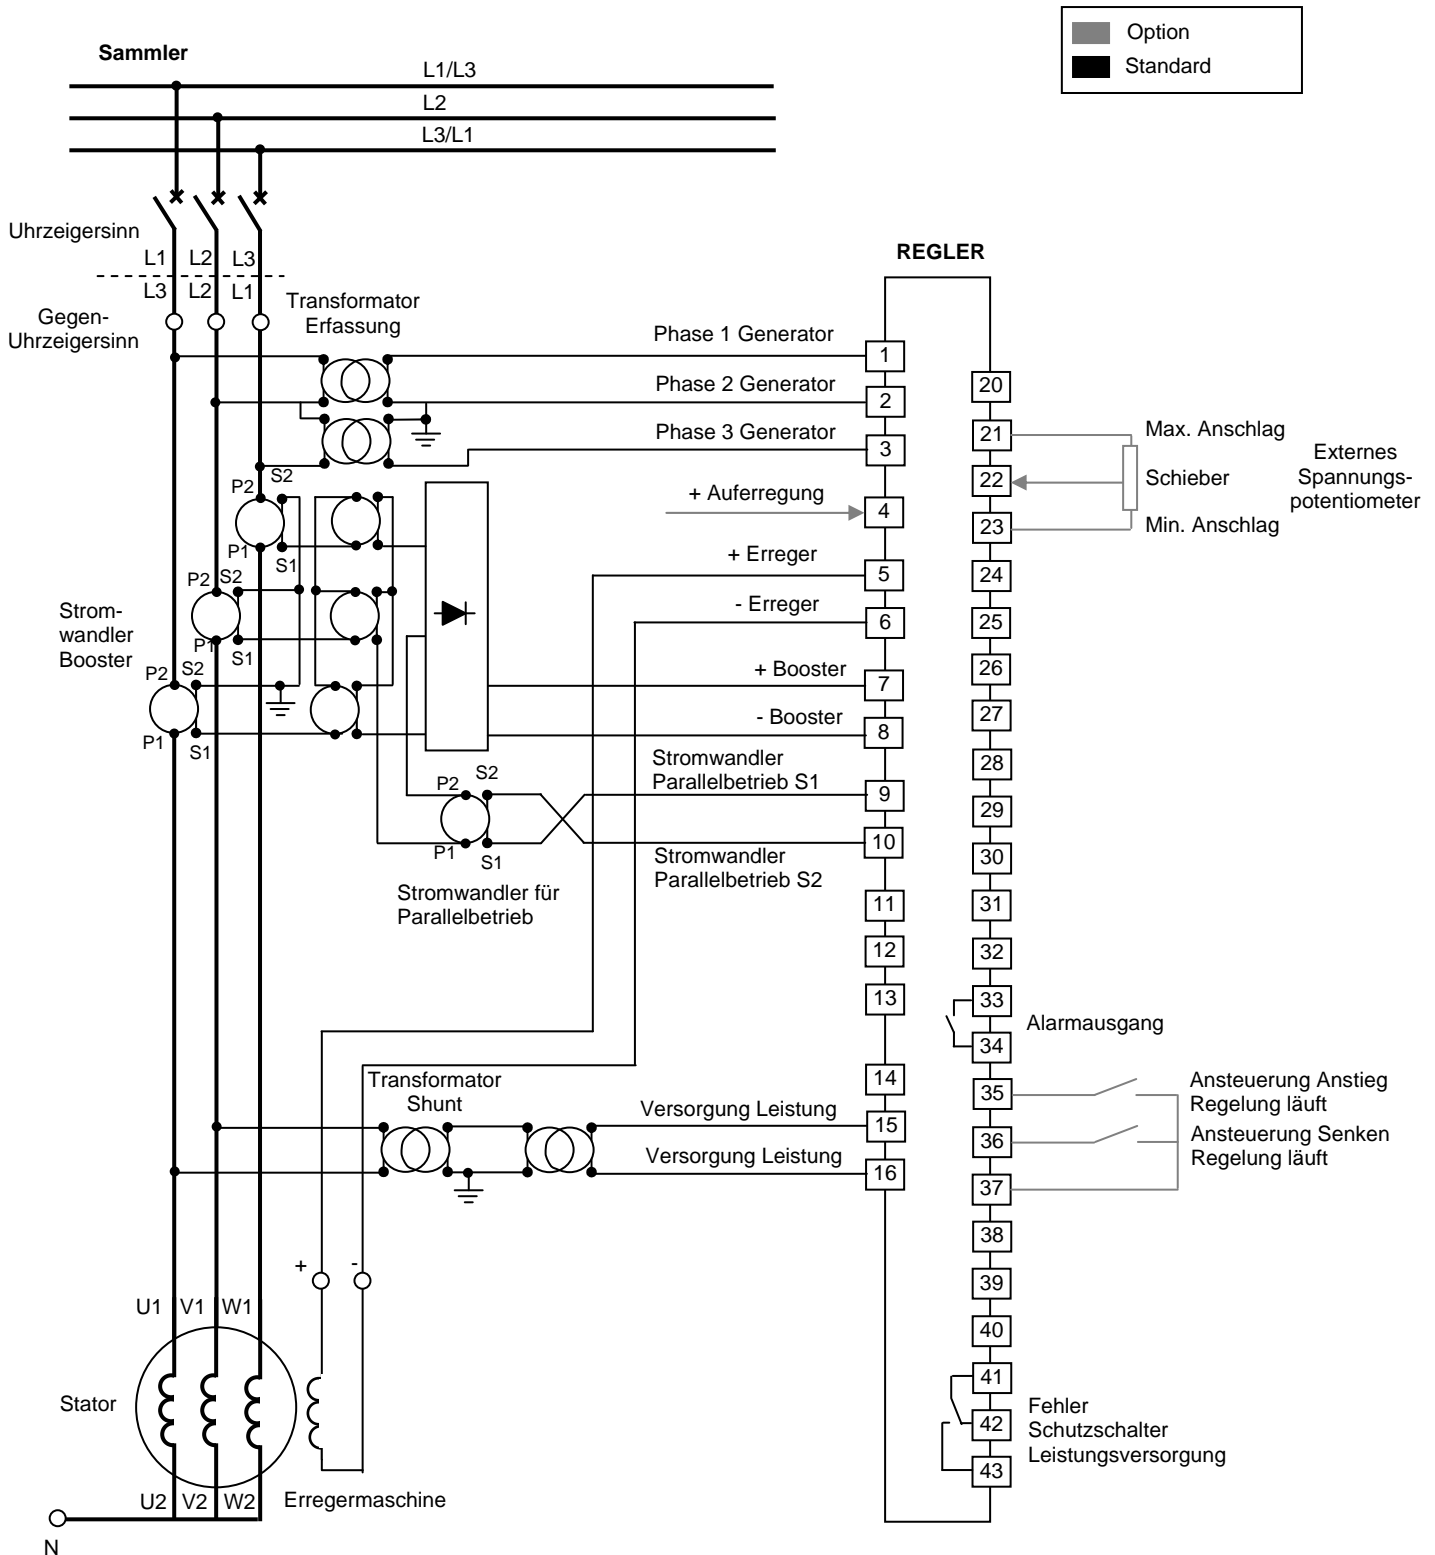 Option
Standard
Sammler
L1/L3
L2
L3/L1
Uhrzeigersinn
L1 L2 L3
L3 L2 L1
Gegen-
Uhrzeigersinn
Transformator
Erfassung
REGLER
Phase 1 Generator
Phase 2 Generator
Phase 3 Generator
+ Auferregung
+ Erreger
- Erreger
+ Booster
- Booster
Stromwandler
Parallelbetrieb S1
Stromwandler
Parallelbetrieb S2
P2
S2
P1
S1
P2
S2
P1
S1
P2
S2
P1
S1
Strom-
wandler
Booster
P2
S2
P1
S1
Stromwandler für
Parallelbetrieb
Transformator
Shunt
Versorgung Leistung
Versorgung Leistung
1
2
3
4
5
6
7
8
9
10
11
12
13
14
15
16
20
21
22
23
24
25
26
27
28
29
30
31
32
33
34
35
36
37
38
39
40
41
42
43
Max. Anschlag
Schieber
Min. Anschlag
Externes
Spannungs-
potentiometer
Alarmausgang
Ansteuerung Anstieg
Regelung läuft
Ansteuerung Senken
Regelung läuft
Fehler
Schutzschalter
Leistungsversorgung
+ -
U1 V1 W1
Stator
U2 V2 W2
Erregermaschine
N